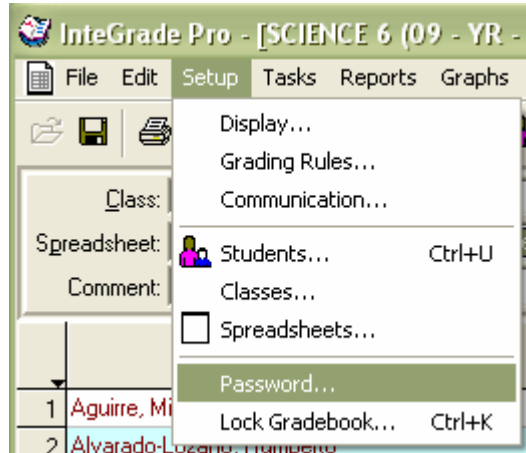 InteGrade Pro - [SCIENCE 6 (09 - YR -
File Edit Setup Tasks Reports Graphs
Display...
Grading Rules...
Class:
Communication...
Spreadsheet:
Students... Ctrl+U
Comment:
Classes...
Spreadsheets...
Password...
1 Aguirre, Mi
Lock Gradebook... Ctrl+K
2 Alvarado-Lozano, Humberto